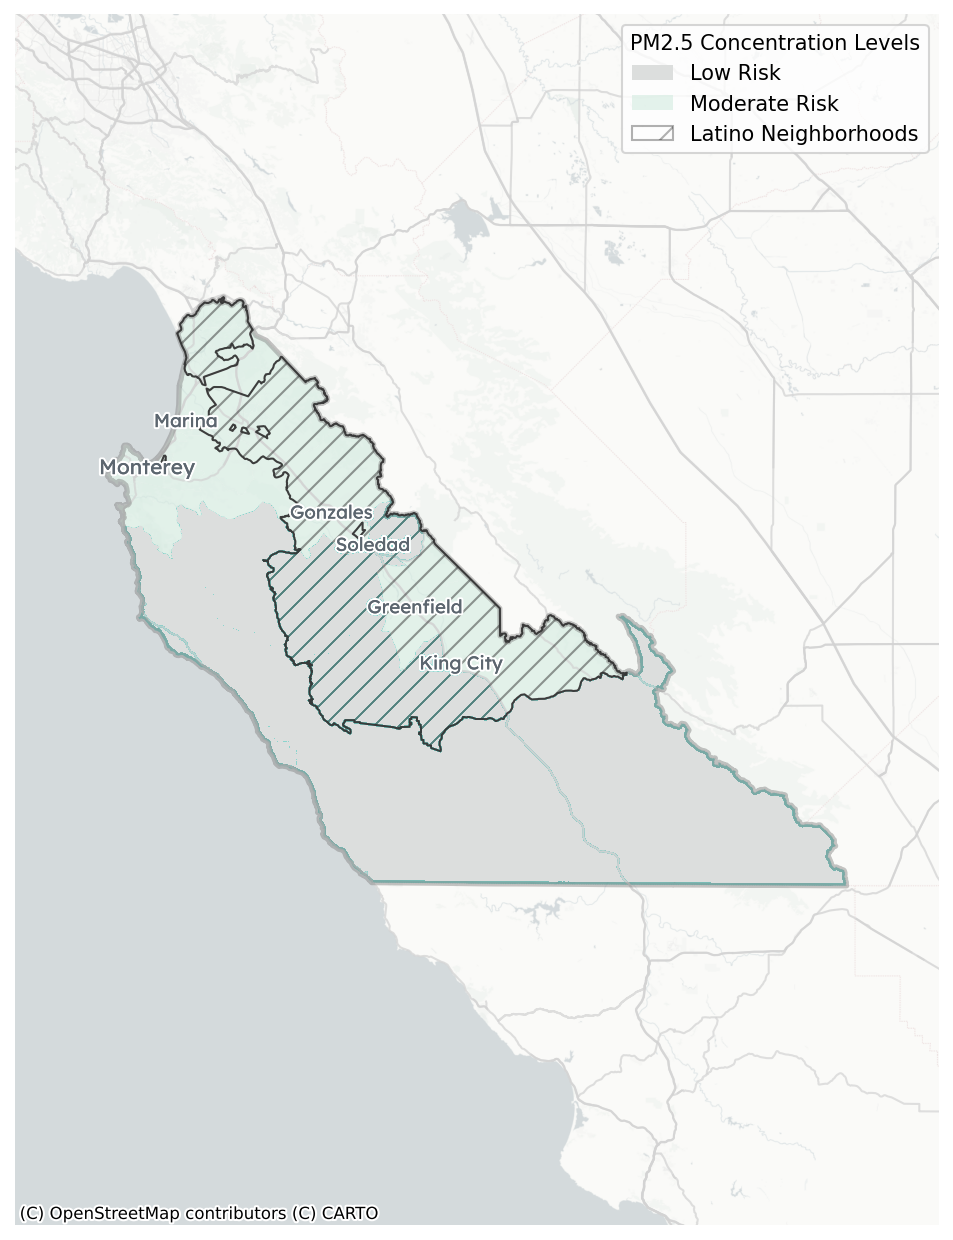 PM2.5 Concentration Levels
Low Risk
Moderate Risk
Latino Neighborhoods
Marina
Monterey
Gonzales
Soledad
Greenfield
King City
(C) OpenStreetMap contributors (C) CARTO